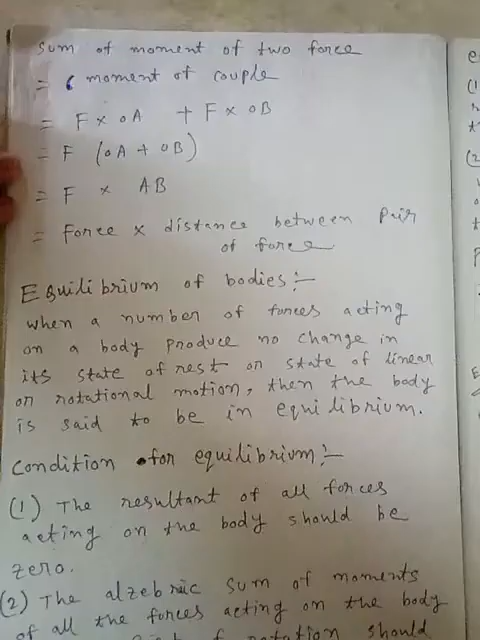 Sum of moment of two force
= moment of couple
= F × OA + F × OB
= F (OA + OB)
= F × AB
= Force × distance between Pair
of force
Equilibrium of bodies :-
when a number of forces acting
on a body produce no change in
its state of rest or state of linear
or rotational motion, then the body
is said to be in equilibrium.
Condition for equilibrium :-
(1) The resultant of all forces
acting on the body should be
zero.
(2) The alzebric sum of moments
of all the forces acting on the body
rotation should